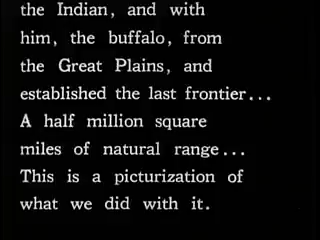 the Indian, and with
him, the buffalo, from
the Great Plains, and
established the last frontier...
A half million square
miles of natural range...
This is a picturization of
what we did with it.